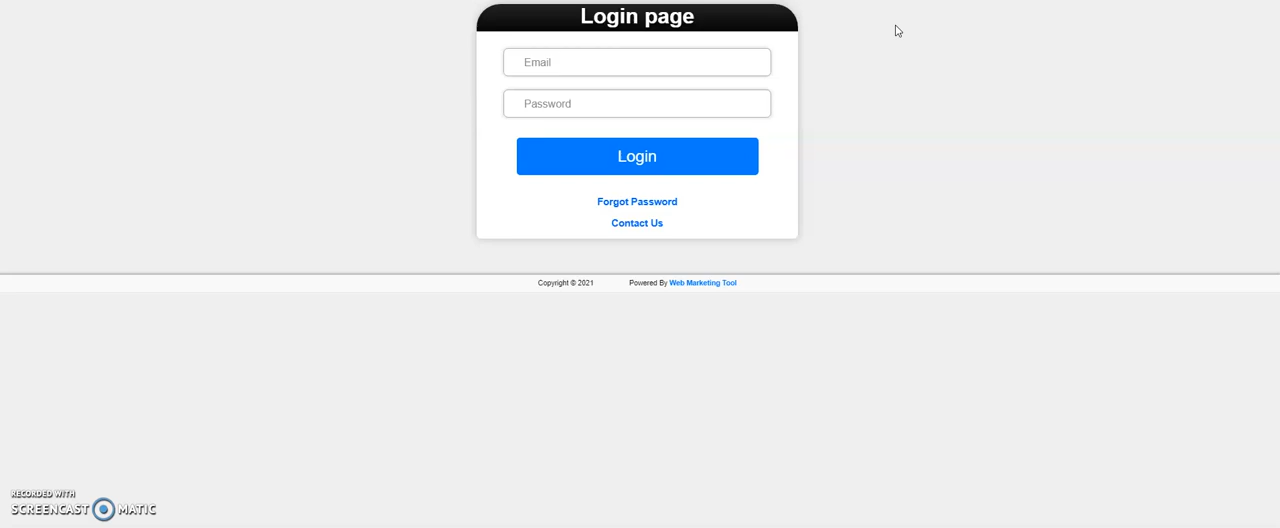 Login page
Email
Password
Login
Forgot Password
Contact Us
Copyright © 2021 Powered By Web Marketing Tool
RECORDED WITH
SCREENCAST MATIC